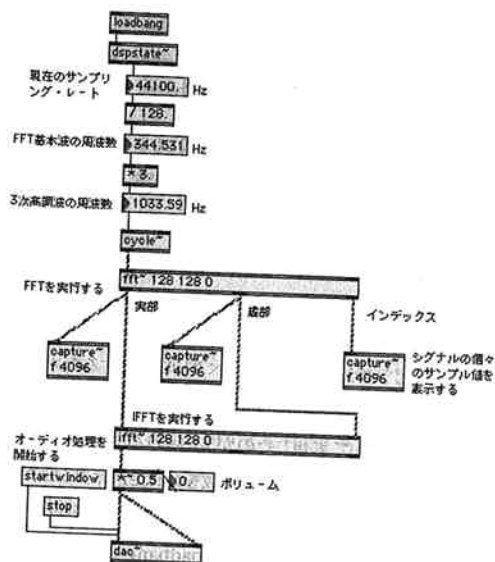 loadbang
dspstate~
現在のサンプリ
ング・レート
44100.
Hz
/ 128.
FFT基本波の周波数
344.531
Hz
* 3.
3次高調波の周波数
1033.59
Hz
cycle~
FFTを実行する
fft~ 128 128 0
実部
虚部
インデックス
capture~
f 4096
capture~
f 4096
capture~
f 4096
シグナルの個々
のサンプル値を
表示する
IFFTを実行する
ifft~ 128 128 0
オーディオ処理を
開始する
startwindow
*~ 0.5
0.
ボリューム
stop
dac~